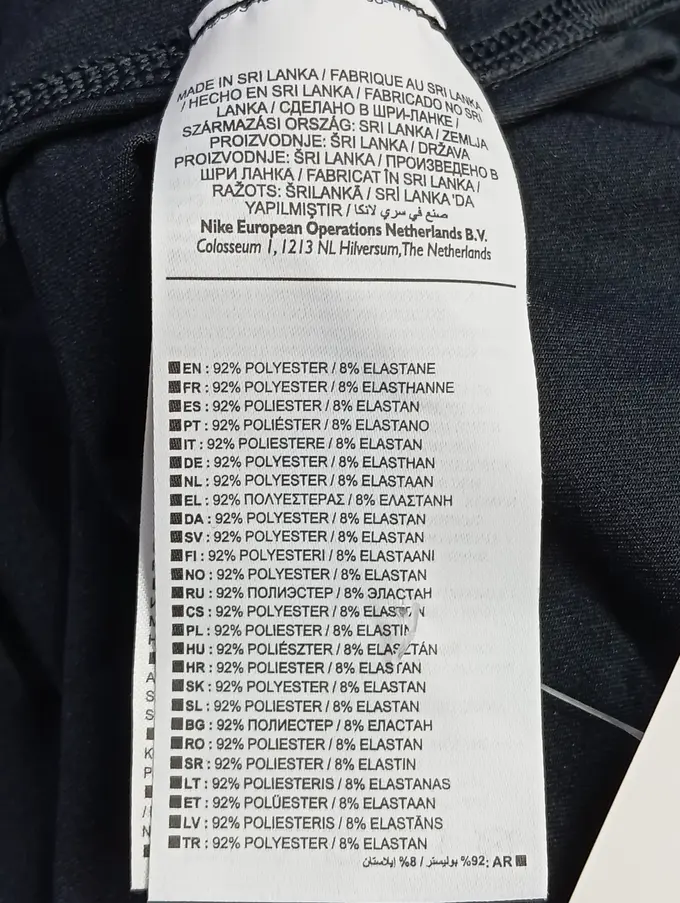 MADE IN SRI LANKA / FABRIQUE AU SRI LANKA
/ HECHO EN SRI LANKA / FABRICADO NO SRI
LANKA / СДЕЛАНО В ШРИ-ЛАНКЕ /
SZÁRMAZÁSI ORSZÁG: SRI LANKA / ZEMLJA
PROIZVODNJE: ŠRI LANKA / DRŽAVA
PROIZVODNJE: ŠRI LANKA / ПРОИЗВЕДЕНО В
ШРИ ЛАНКА / FABRICAT ÎN SRI LANKA /
RAŽOTS: ŠRILANKĀ / SRİ LANKA'DA
YAPILMIŞTIR / صنع في سري لانكا
Nike European Operations Netherlands B.V.
Colosseum 1, 1213 NL Hilversum, The Netherlands
EN : 92% POLYESTER / 8% ELASTANE
FR : 92% POLYESTER / 8% ELASTHANNE
ES : 92% POLIESTER / 8% ELASTAN
PT : 92% POLIÉSTER / 8% ELASTANO
IT : 92% POLIESTERE / 8% ELASTAN
DE : 92% POLYESTER / 8% ELASTHAN
NL : 92% POLYESTER / 8% ELASTAAN
EL : 92% ΠΟΛΥΕΣΤΕΡΑΣ / 8% ΕΛΑΣΤΑΝΗ
DA : 92% POLYESTER / 8% ELASTAN
SV : 92% POLYESTER / 8% ELASTAN
FI : 92% POLYESTERI / 8% ELASTAANI
NO : 92% POLYESTER / 8% ELASTAN
RU : 92% ПОЛИЭСТЕР / 8% ЭЛАСТАН
CS : 92% POLYESTER / 8% ELASTAN
PL : 92% POLIESTER / 8% ELASTIN
HU : 92% POLIÉSZTER / 8% ELASZTÁN
HR : 92% POLIESTER / 8% ELASTAN
SK : 92% POLYESTER / 8% ELASTAN
SL : 92% POLIESTER / 8% ELASTAN
BG : 92% ПОЛИЕСТЕР / 8% ЕЛАСТАН
RO : 92% POLIESTER / 8% ELASTAN
SR : 92% POLIESTER / 8% ELASTIN
LT : 92% POLIESTERIS / 8% ELASTANAS
ET : 92% POLÜESTER / 8% ELASTAAN
LV : 92% POLIESTERIS / 8% ELASTĀNS
TR : 92% POLYESTER / 8% ELASTAN
AR :92% بوليستر / 8% إيلاستان